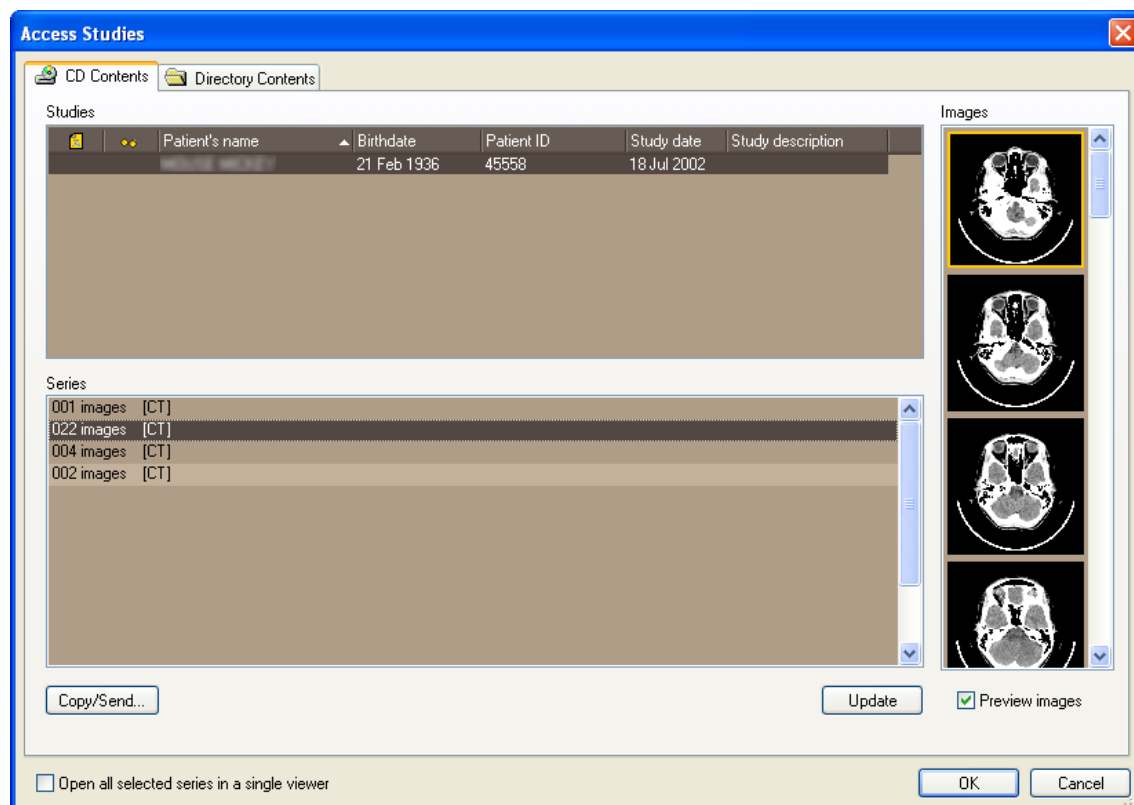 Access Studies
CD Contents Directory Contents
Studies
Patient's name Birthdate Patient ID Study date Study description
21 Feb 1936 45558 18 Jul 2002
Images
Series
001 images [CT]
022 images [CT]
004 images [CT]
002 images [CT]
Copy/Send... Update
Preview images
Open all selected series in a single viewer
OK Cancel